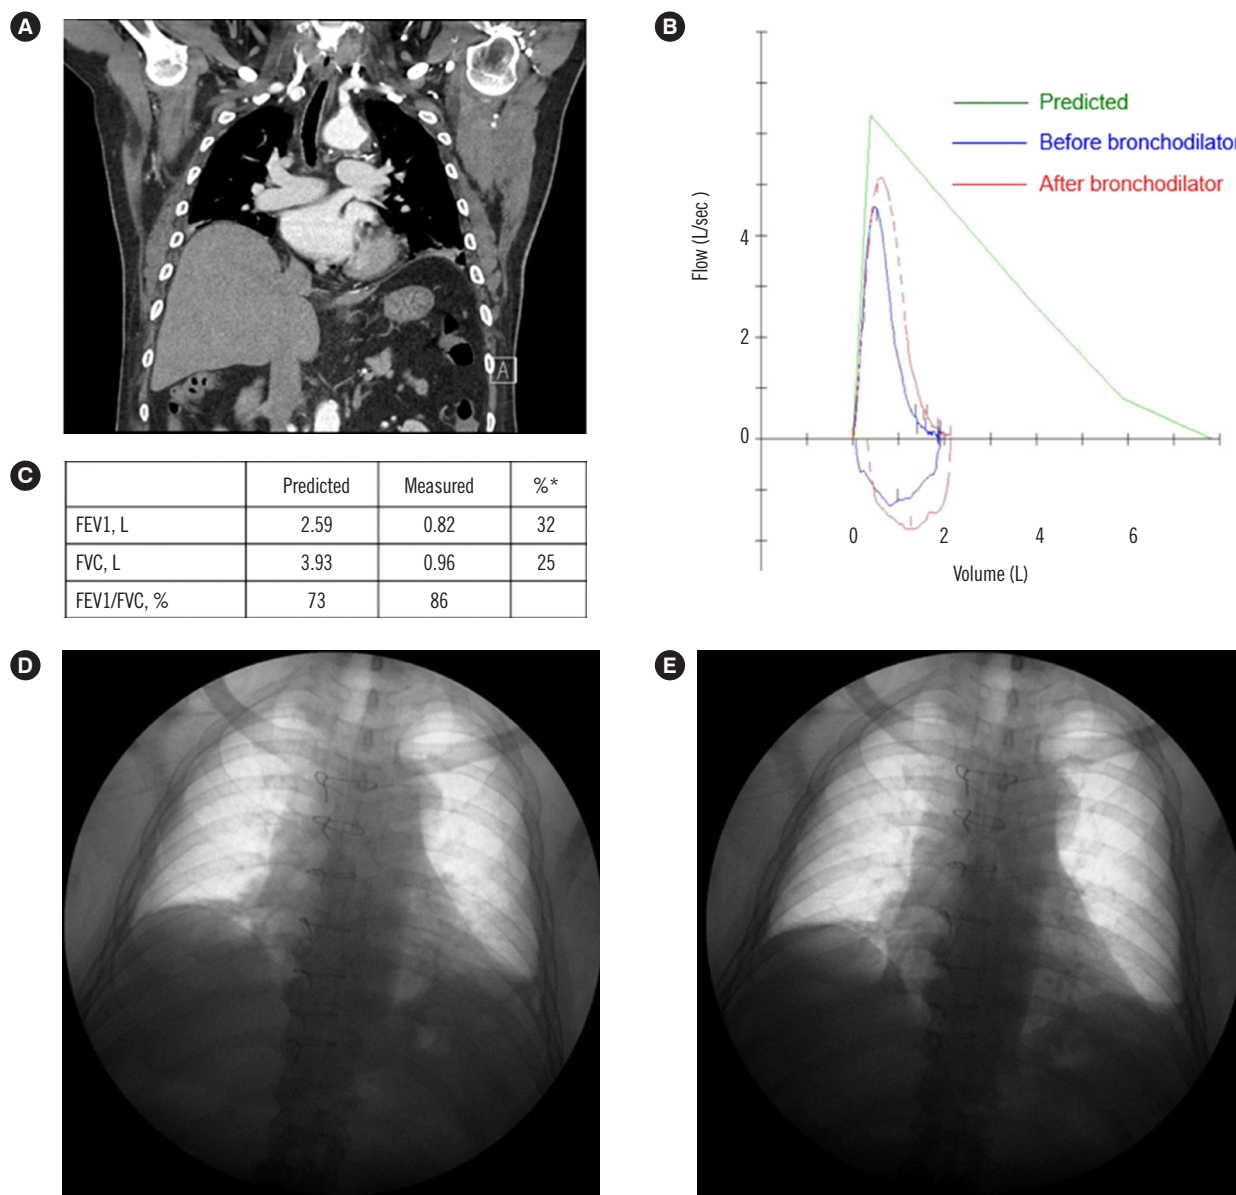 A
A
B
Predicted
Before bronchodilator
After bronchodilator
Flow (L/sec )
4
2
0
0 2 4 6
Volume (L)
C
Predicted Measured %*
FEV1, L 2.59 0.82 32
FVC, L 3.93 0.96 25
FEV1/FVC, % 73 86
D
E